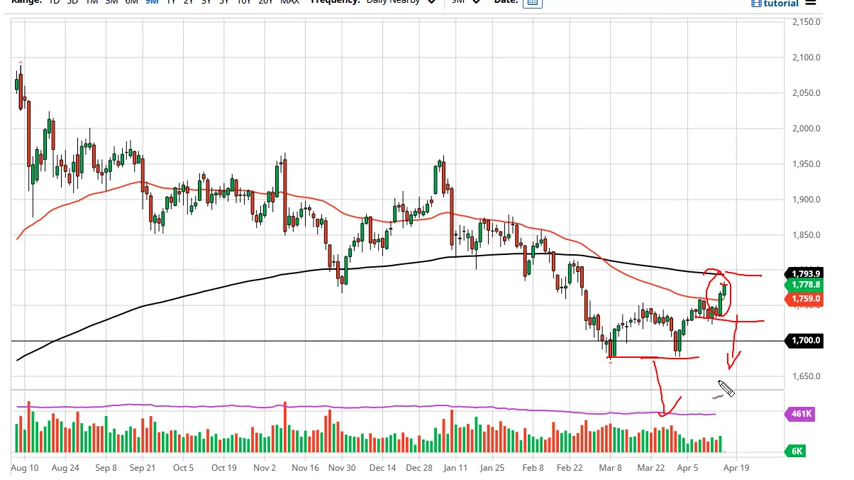 Range: 1D 5D 1M 3M 6M 9M 1Y 2Y 3Y 5Y 10Y 20Y MAX Frequency: Daily Nearby 9M Date:
tutorial
2,150.0
2,100.0
2,050.0
2,000.0
1,950.0
1,900.0
1,850.0
1,793.9
1,778.8
1,759.0
1,700.0
1,650.0
461K
6K
Aug 10 Aug 24 Sep 8 Sep 21 Oct 5 Oct 19 Nov 2 Nov 16 Nov 30 Dec 14 Dec 28 Jan 11 Jan 25 Feb 8 Feb 22 Mar 8 Mar 22 Apr 5 Apr 19